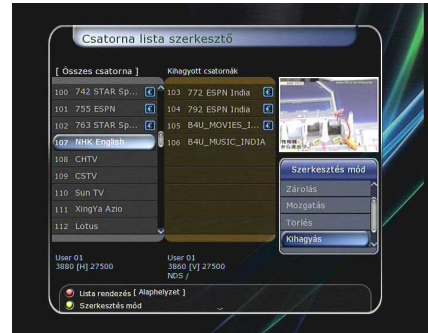 Csatorna lista szerkesztő
[ Összes csatorna ]
Kihagyott csatornák
100 742 STAR Sp... €
101 755 ESPN €
102 763 STAR Sp... €
107 NHK English
108 CHTV
109 CSTV
110 Sun TV
111 XingYa Azio
112 Lotus
103 772 ESPN India €
104 792 ESPN India €
105 B4U_MOVIES_I... €
106 B4U_MUSIC_INDIA
Szerkesztés mód
Zárolás
Mozgatás
Törlés
Kihagyás
User 01
3880 [H] 27500
User 01
3860 [V] 27500
NDS /
Lista rendezés [ Alaphelyzet ]
Szerkesztés mód